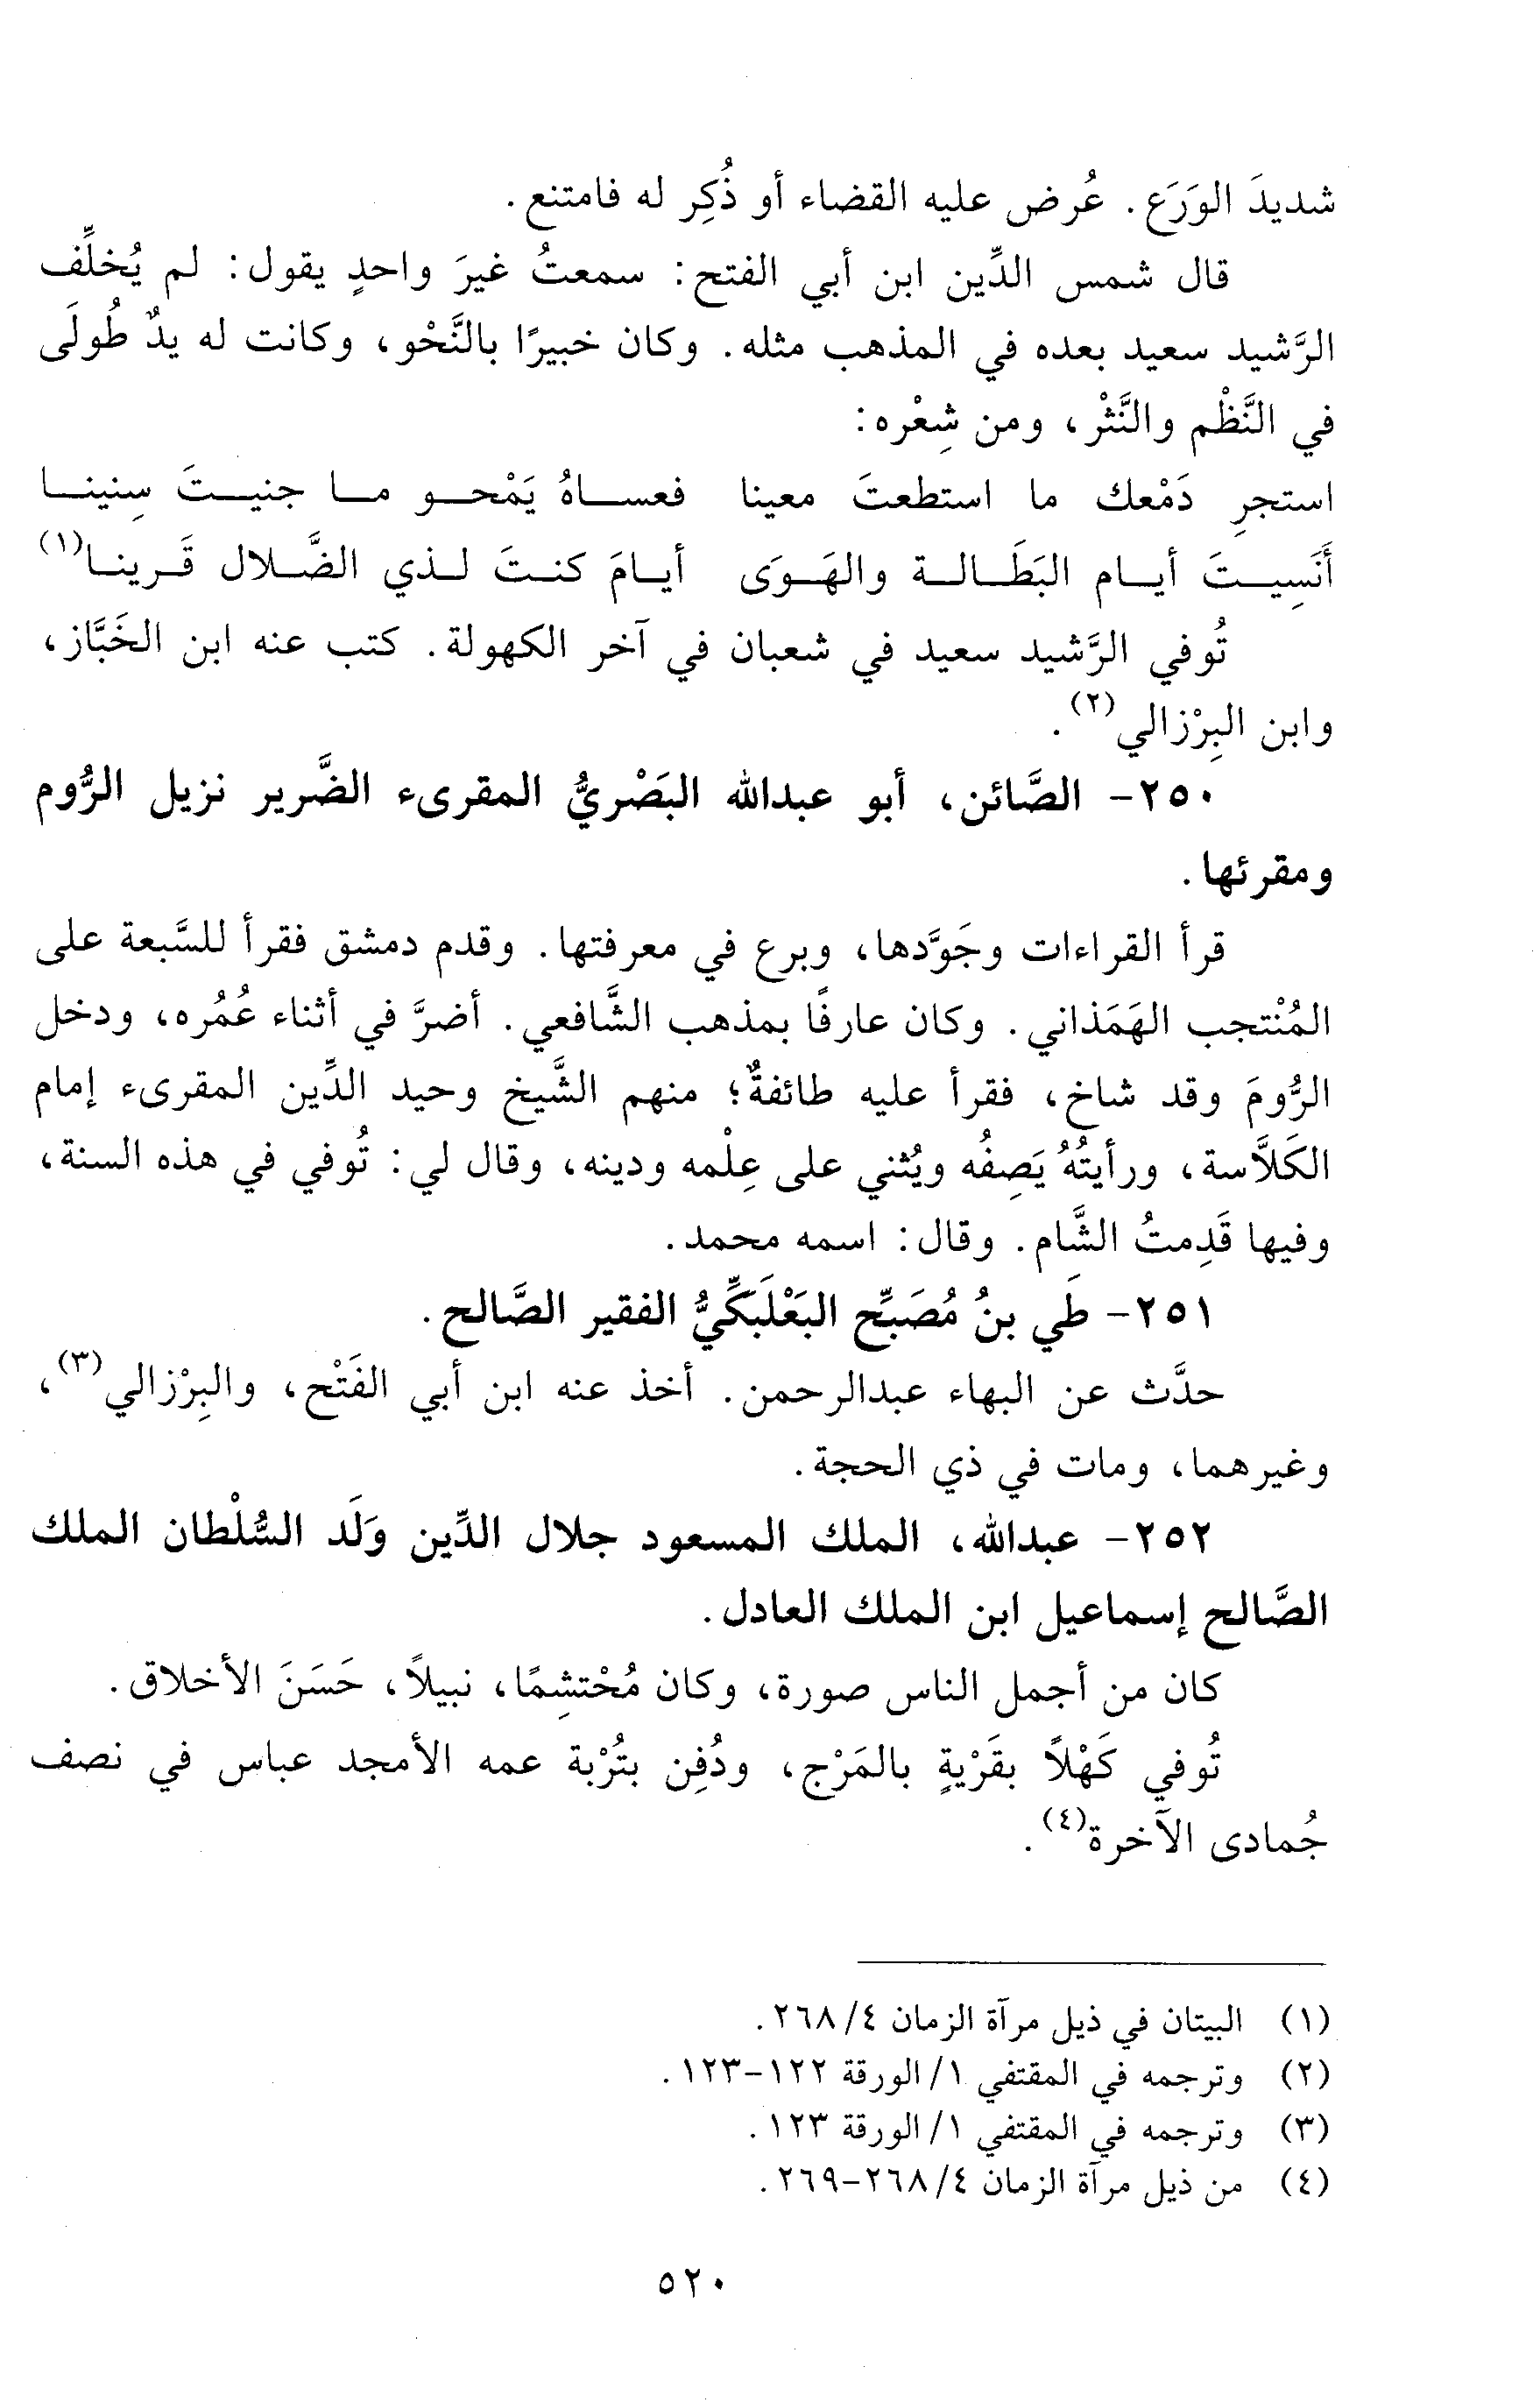 شديدَ الوَرَع. عُرض عليه القضاء أو ذُكِر له فامتنع.
قال شمس الدِّين ابن أبي الفتح: سمعتُ غيرَ واحدٍ يقول: لم يُخلِّف
الرَّشيد سعيد بعده في المذهب مثله. وكان خبيرًا بالنَّحْو، وكانت له يدٌ طُولَى
في النَّظْم والنَّثْر، ومن شِعْره:
استجرِ دَمْعك ما استطعتَ معينا فعساهُ يَمْحو ما جنيتَ سِنينا
أَنَسِيتَ أيام البَطَالة والهَوَى أيامَ كنتَ لذي الضَّلال قَرينا(١)
تُوفي الرَّشيد سعيد في شعبان في آخر الكهولة. كتب عنه ابن الخَبَّاز،
وابن البِرْزالي(٢).
٢٥٠- الصَّائن، أبو عبدالله البَصْريُّ المقرىء الضَّرير نزيل الرُّوم
ومقرئها.
قرأ القراءات وجَوَّدها، وبرع في معرفتها. وقدم دمشق فقرأ للسَّبعة على
المُنْتجب الهَمَذاني. وكان عارفًا بمذهب الشَّافعي. أضرَّ في أثناء عُمُره، ودخل
الرُّومَ وقد شاخ، فقرأ عليه طائفةٌ؛ منهم الشَّيخ وحيد الدِّين المقرىء إمام
الكَلاَّسة، ورأيتُهُ يَصِفُه ويُثني على عِلْمه ودينه، وقال لي: تُوفي في هذه السنة،
وفيها قَدِمتُ الشَّام. وقال: اسمه محمد.
٢٥١- طَي بنُ مُصَبِّح البَعْلَبَكِّيُّ الفقير الصَّالح.
حدَّث عن البهاء عبدالرحمن. أخذ عنه ابن أبي الفَتْح، والبِرْزالي(٣)،
وغيرهما، ومات في ذي الحجة.
٢٥٢- عبدالله، الملك المسعود جلال الدِّين وَلَد السُّلْطان الملك
الصَّالح إسماعيل ابن الملك العادل.
كان من أجمل الناس صورة، وكان مُحْتشِمًا، نبيلاً، حَسَنَ الأخلاق.
تُوفي كَهْلاً بقَرْيةٍ بالمَرْج، ودُفِن بتُرْبة عمه الأمجد عباس في نصف
جُمادى الآخرة(٤).
(١) البيتان في ذيل مرآة الزمان ٤/ ٢٦٨.
(٢) وترجمه في المقتفي ١/ الورقة ١٢٢-١٢٣.
(٣) وترجمه في المقتفي ١/ الورقة ١٢٣.
(٤) من ذيل مرآة الزمان ٤/ ٢٦٨-٢٦٩.
٥٢٠